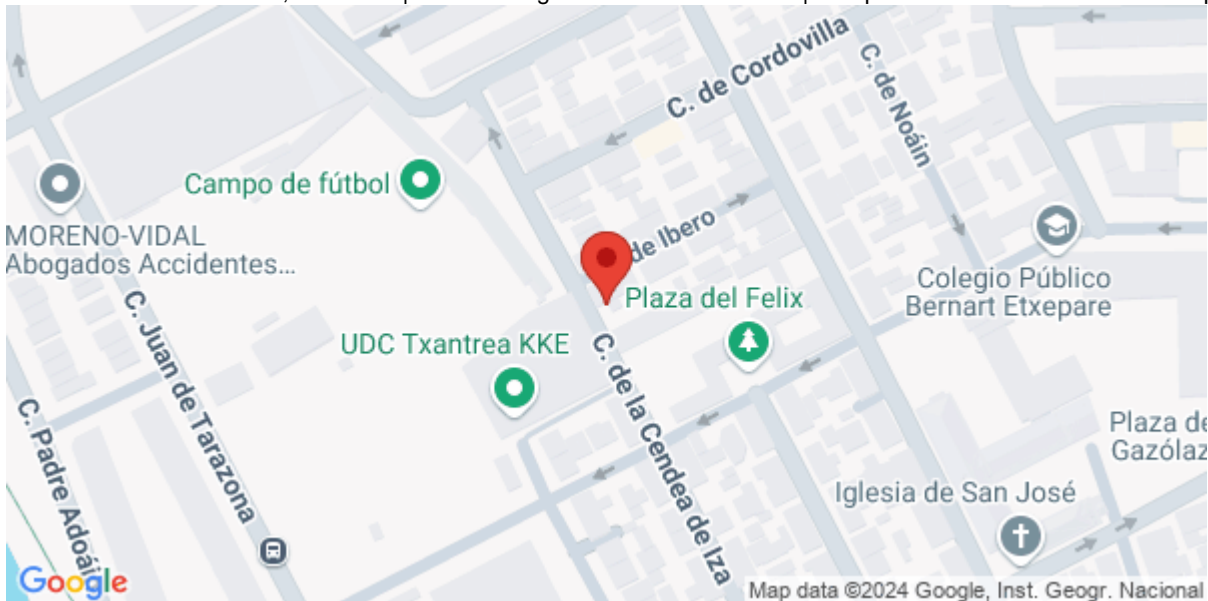 C. de Cordovilla
C. de Noáin
Campo de fútbol
MORENO-VIDAL
Abogados Accidentes...
de Ibero
Colegio Público
Bernart Etxepare
Plaza del Felix
C. Juan de Tarazona
UDC Txantrea KKE
C. de la Cendea de Iza
C. Padre Adoáin
Plaza de
Gazólaz
Iglesia de San José
Google
Map data ©2024 Google, Inst. Geogr. Nacional